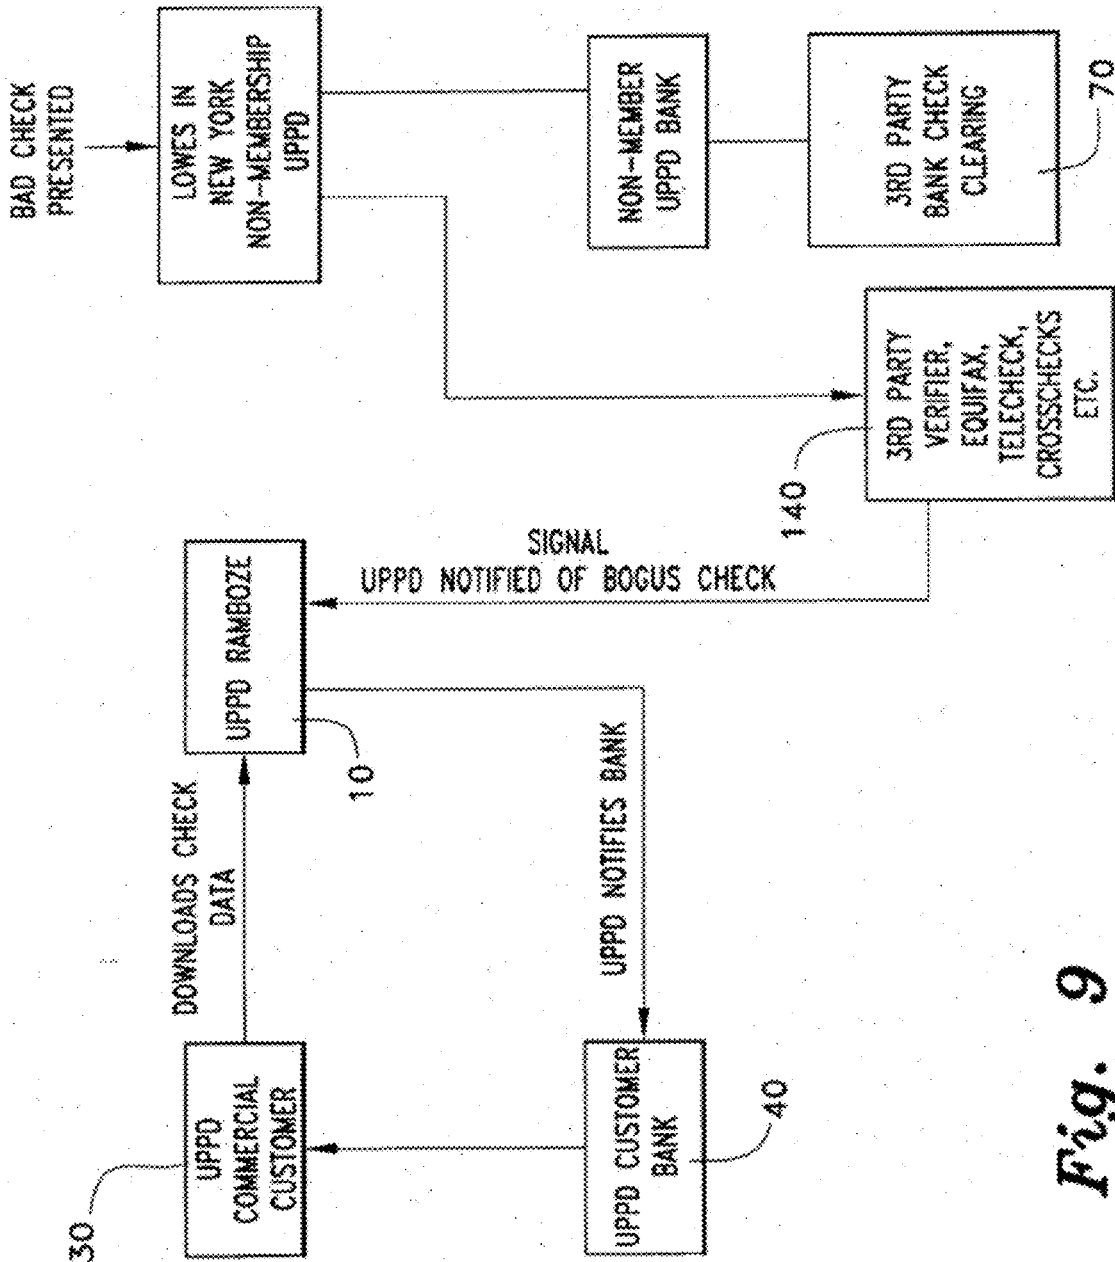 30
UPPD
COMMERCIAL
CUSTOMER
DOWNLOADS CHECK
DATA
UPPD RAMBOZE
10
BAD CHECK
PRESENTED
LOWES IN
NEW YORK
NON-MEMBERSHIP
UPPD
SIGNAL
UPPD NOTIFIED OF BOGUS CHECK
UPPD NOTIFIES BANK
UPPD CUSTOMER
BANK
40
NON-MEMBER
UPPD BANK
140
3RD PARTY
VERIFIER,
EQUIFAX,
TELECHECK,
CROSSCHECKS
ETC.
3RD PARTY
BANK CHECK
CLEARING
70
Fig. 9